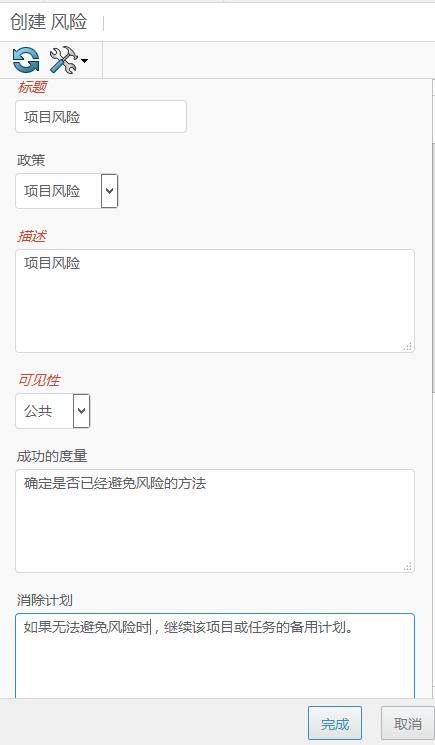 创建 风险
标题
项目风险
政策
项目风险
描述
项目风险
可见性
公共
成功的度量
确定是否已经避免风险的方法
消除计划
如果无法避免风险时，继续该项目或任务的备用计划。
完成
取消